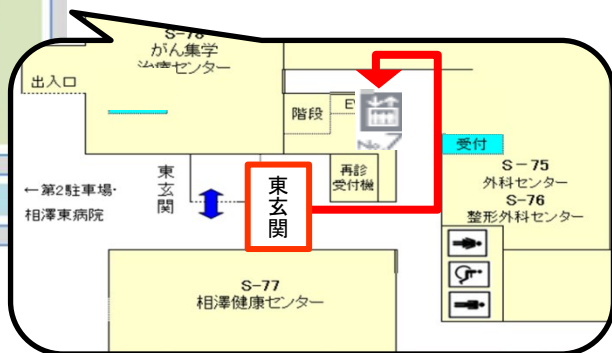 S-78
がん集学
治療センター
出入口
階段
No.7
受付
東
玄
関
東
玄
関
再診
受付機
←第2駐車場・
相澤東病院
S-75
外科センター
S-76
整形外科センター
S-77
相澤健康センター